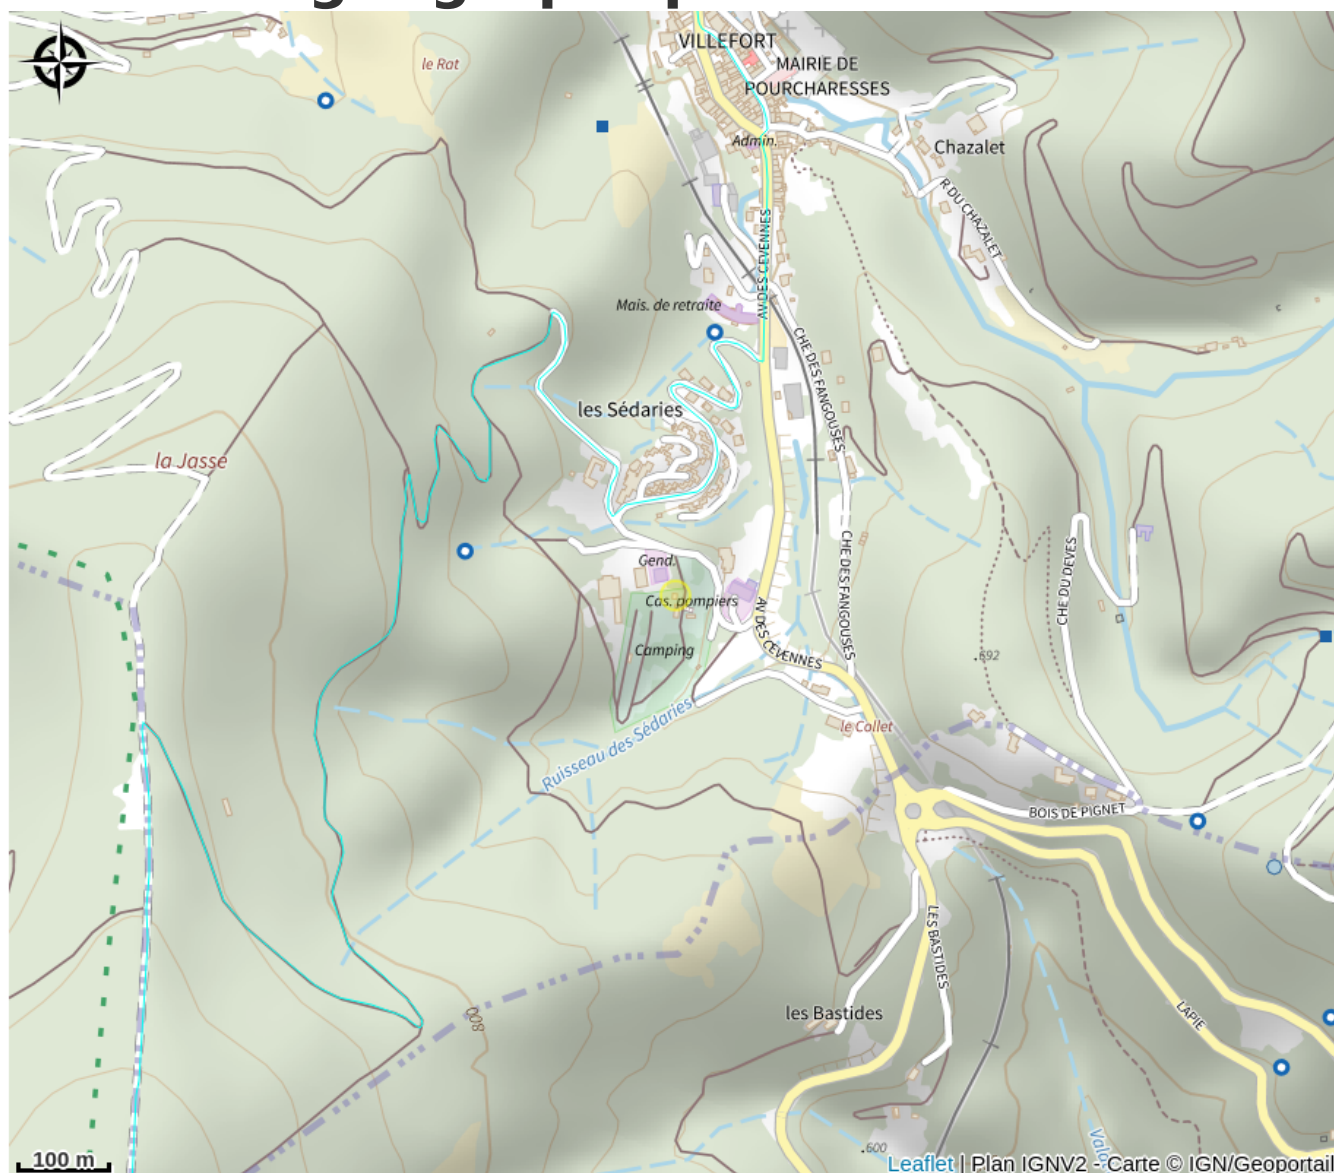 VILLEFORT
le Rat
MAIRIE DE
POURCHARESSES
Admin.
Chazalet
R DU CHAZALET
AV DES CEVENNES
Mais. de retraite
CHE DES FANGOUSES
les Sédaries
la Jasse
Gend.
CHE DES FANGOUSES
CHE DU DEVES
Cas. pompiers
AV DES CEVENNES
Camping
.692
Ruisseau des Sédaries
le Collet
BOIS DE PIGNET
LES BASTIDES
800
les Bastides
LAPIE
.600
100 m
Leaflet | Plan IGNV2 - Carte © IGN/Geoportail